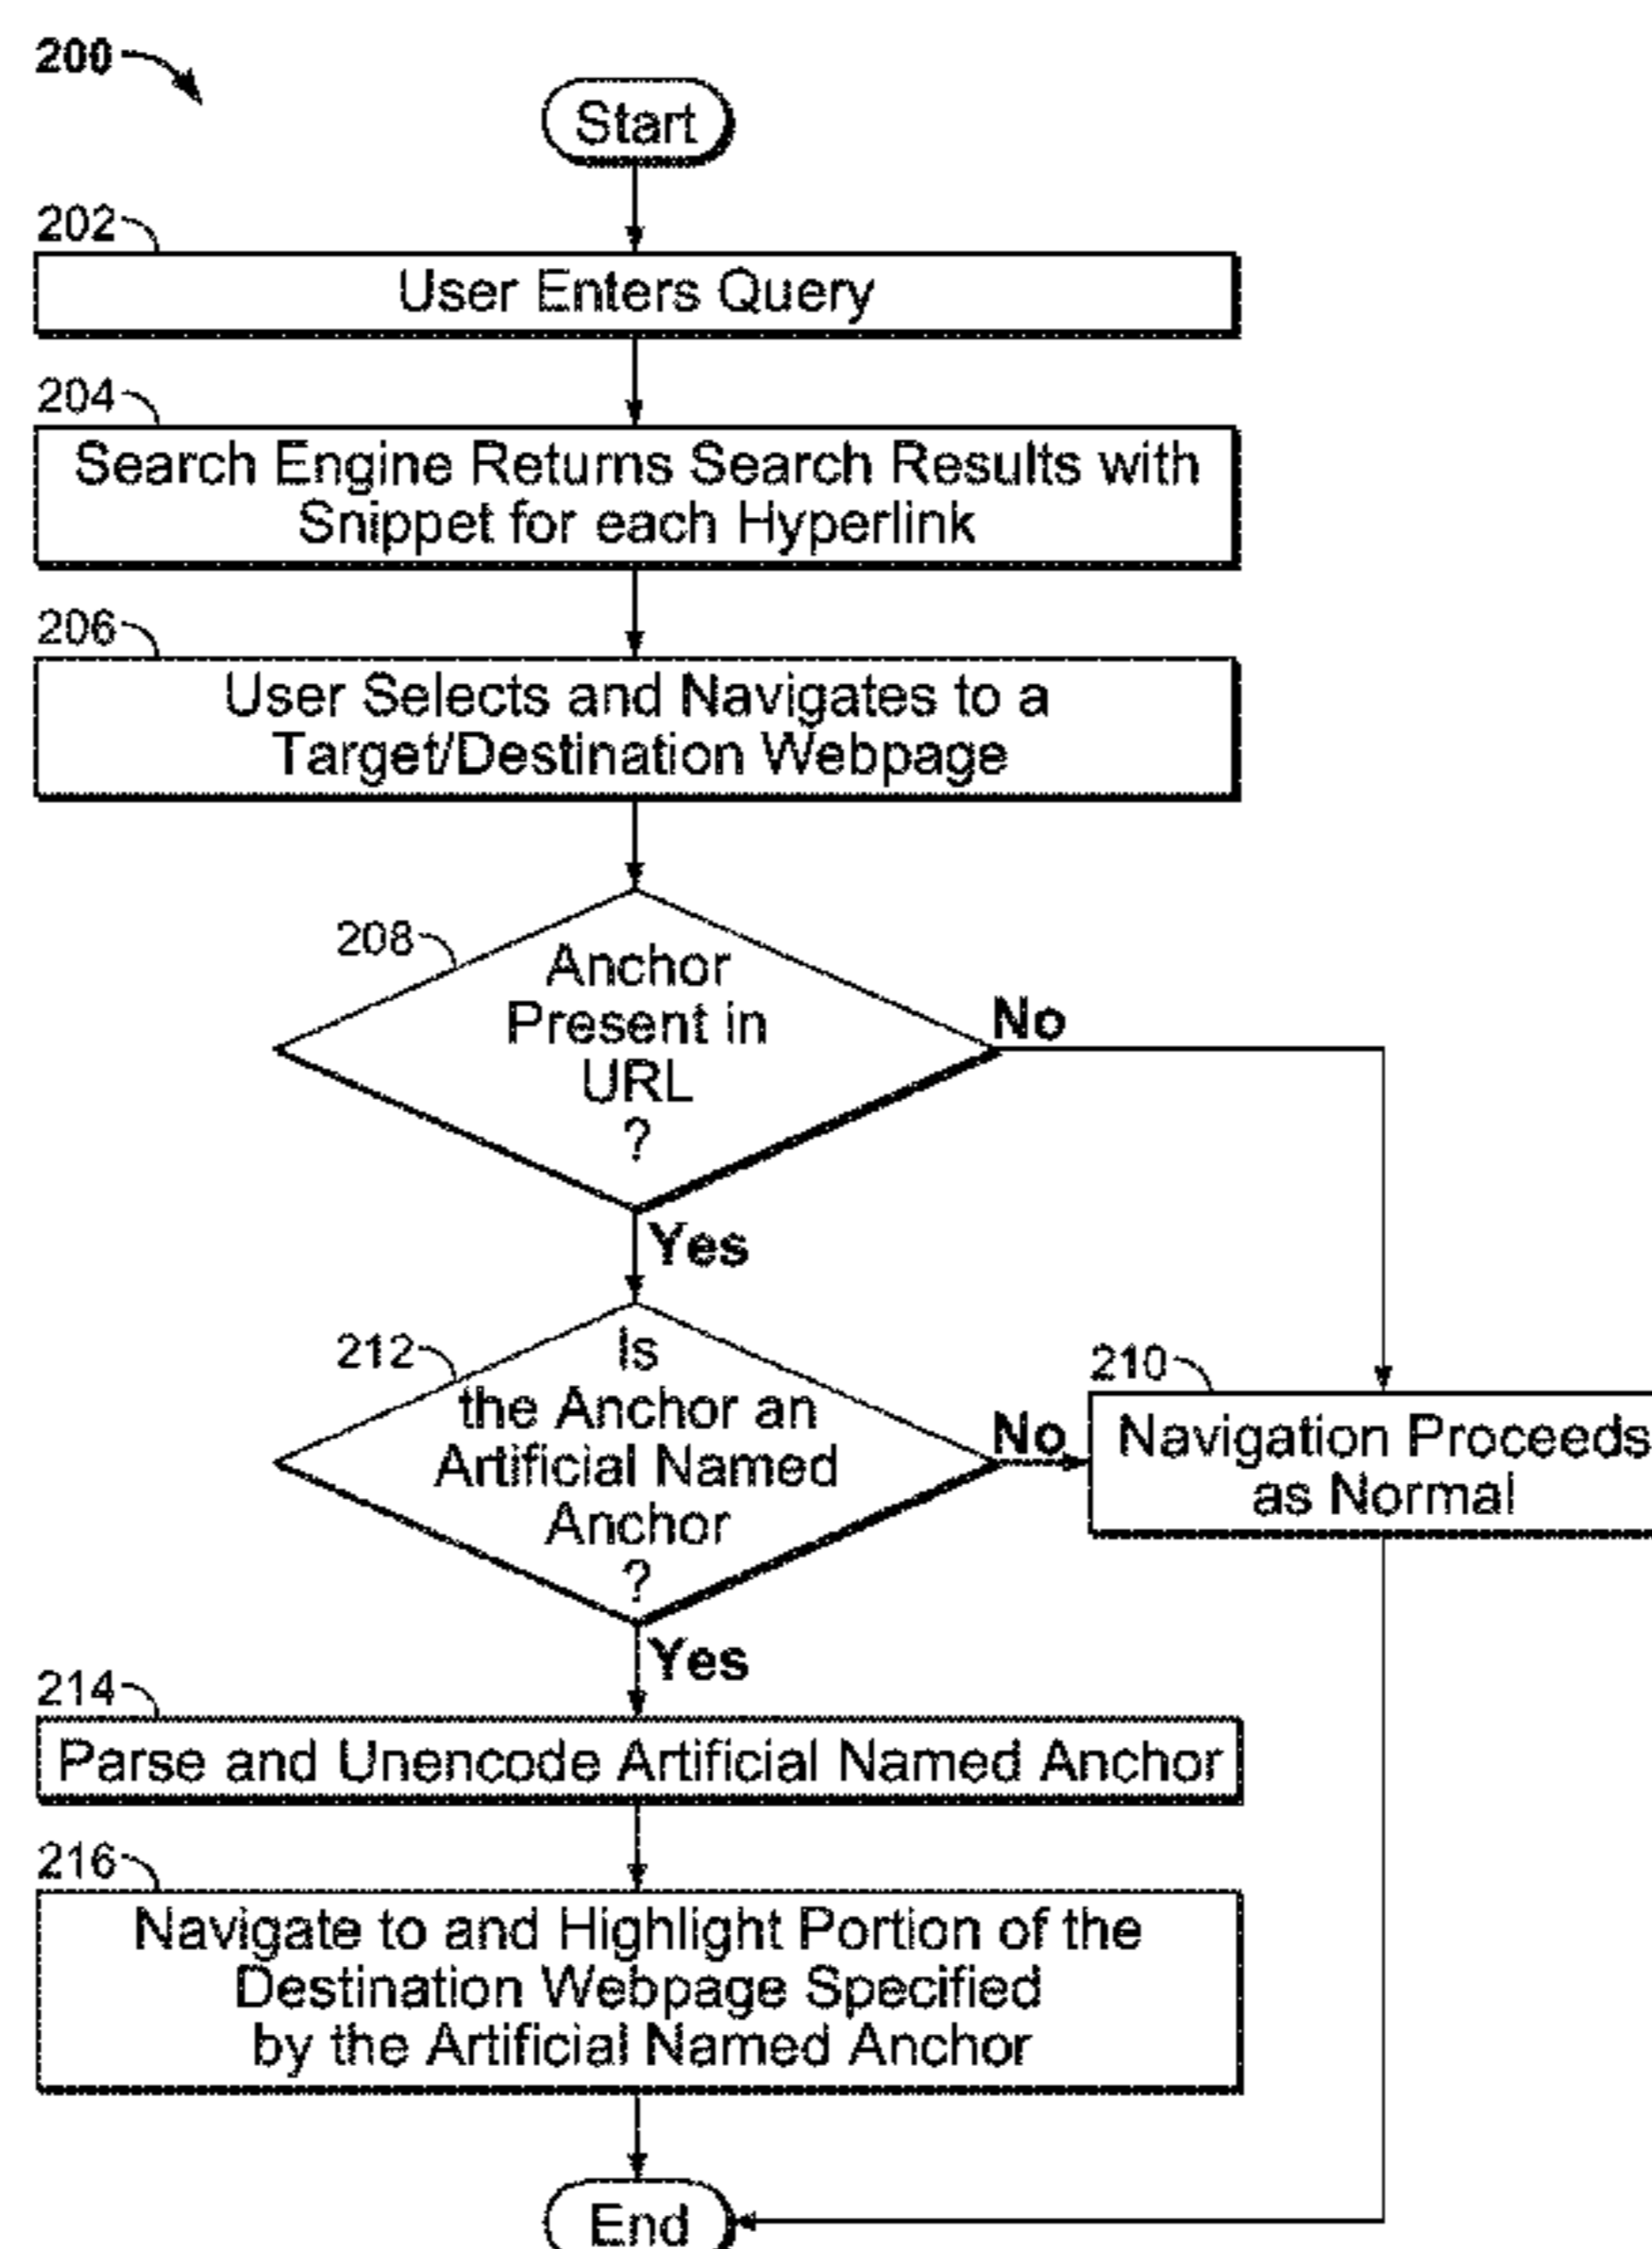 200
Start
202
User Enters Query
204
Search Engine Returns Search Results with
Snippet for each Hyperlink
206
User Selects and Navigates to a
Target/Destination Webpage
208
Anchor
Present in
URL
?
No
Yes
212
Is
the Anchor an
Artificial Named
Anchor
?
No
210
Navigation Proceeds
as Normal
Yes
214
Parse and Unencode Artificial Named Anchor
216
Navigate to and Highlight Portion of the
Destination Webpage Specified
by the Artificial Named Anchor
End